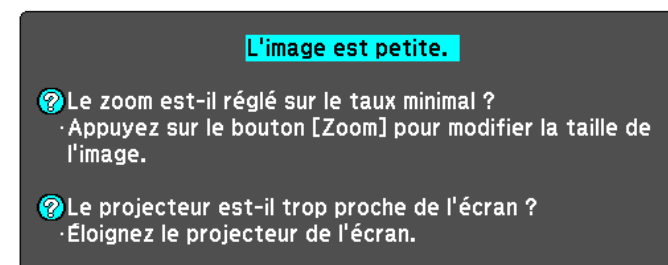 L'image est petite.
Le zoom est-il réglé sur le taux minimal ?
·Appuyez sur le bouton [Zoom] pour modifier la taille de
l'image.
Le projecteur est-il trop proche de l'écran ?
·Éloignez le projecteur de l'écran.